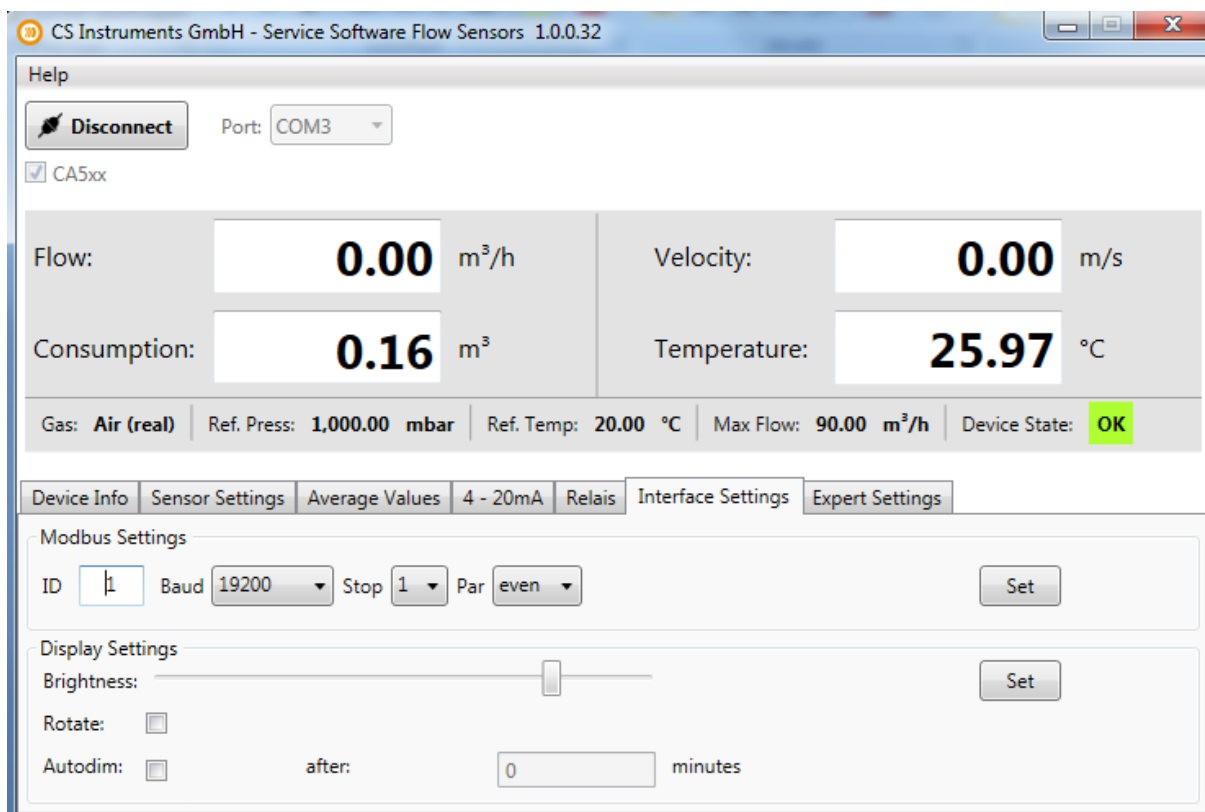 CS Instruments GmbH - Service Software Flow Sensors 1.0.0.32
Help
Disconnect Port: COM3
CA5xx
Flow: 0.00 m³/h Velocity: 0.00 m/s
Consumption: 0.16 m³ Temperature: 25.97 °C
Gas: Air (real) Ref. Press: 1,000.00 mbar Ref. Temp: 20.00 °C Max Flow: 90.00 m³/h Device State: OK
Device Info Sensor Settings Average Values 4 - 20mA Relais Interface Settings Expert Settings
Modbus Settings
ID 1 Baud 19200 Stop 1 Par even Set
Display Settings
Brightness: Set
Rotate:
Autodim: after: 0 minutes